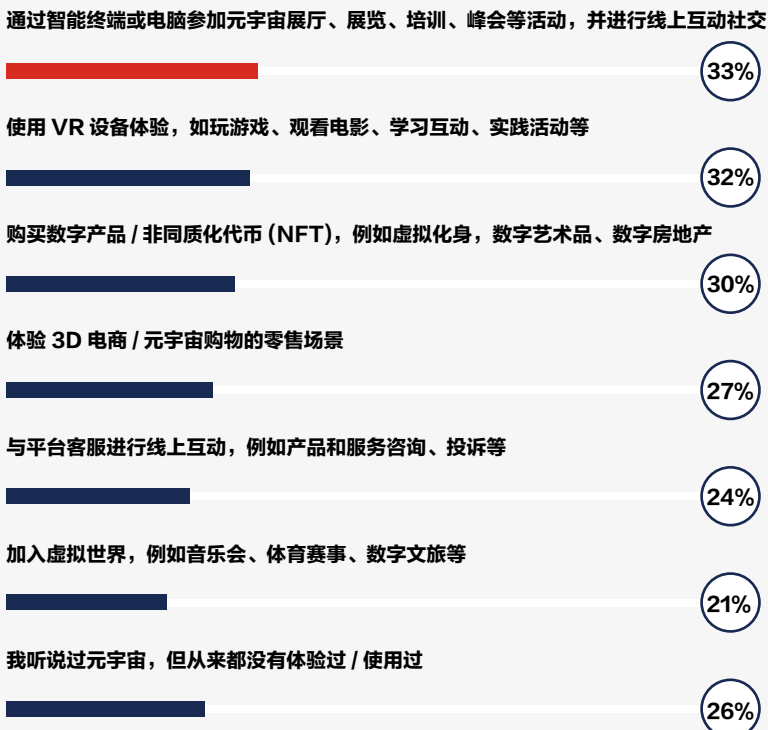 通过智能终端或电脑参加元宇宙展厅、展览、培训、峰会等活动，并进行线上互动社交
33%
使用 VR 设备体验，如玩游戏、观看电影、学习互动、实践活动等
32%
购买数字产品 / 非同质化代币 (NFT)，例如虚拟化身，数字艺术品、数字房地产
30%
体验 3D 电商 / 元宇宙购物的零售场景
27%
与平台客服进行线上互动，例如产品和服务咨询、投诉等
24%
加入虚拟世界，例如音乐会、体育赛事、数字文旅等
21%
我听说过元宇宙，但从来都没有体验过 / 使用过
26%